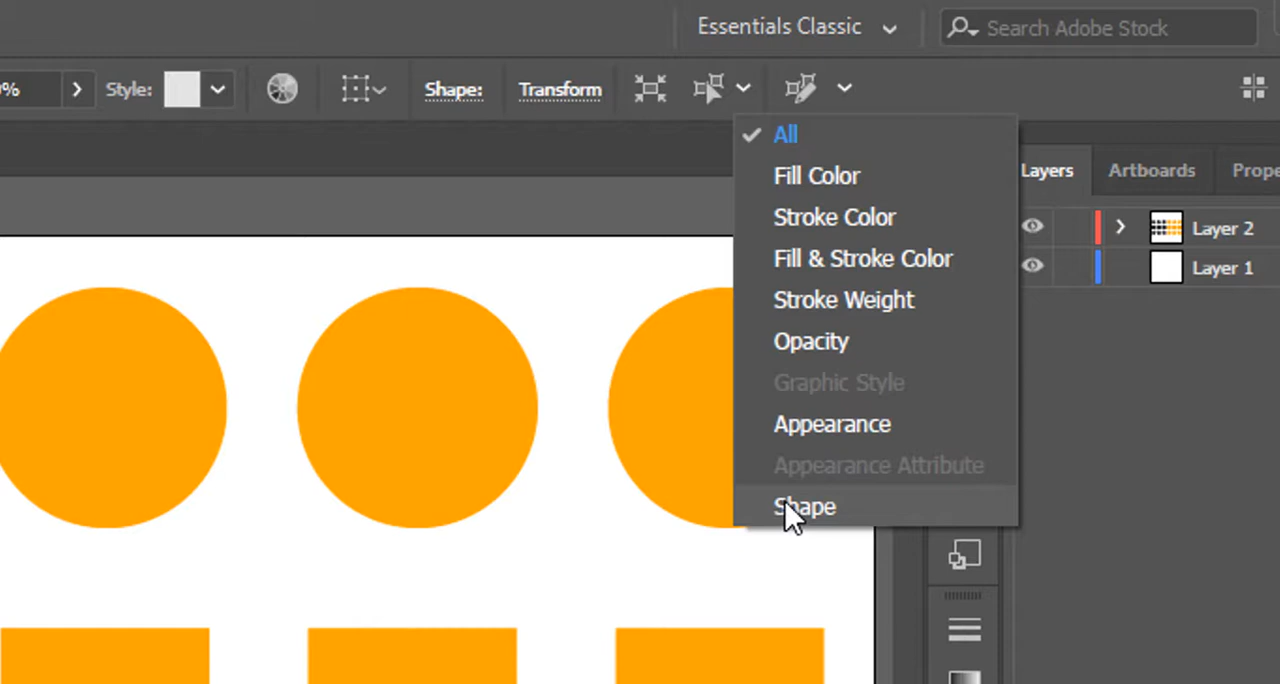 Essentials Classic
Search Adobe Stock
% Style: Shape: Transform
All
Fill Color
Stroke Color
Fill & Stroke Color
Stroke Weight
Opacity
Graphic Style
Appearance
Appearance Attribute
Shape
Layers Artboards Prope
Layer 2
Layer 1